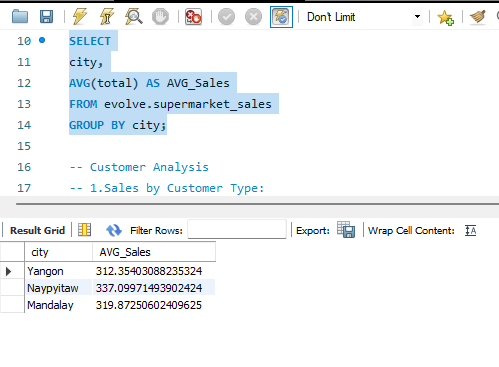 Don't Limit
10 SELECT
11 city,
12 AVG(total) AS AVG_Sales
13 FROM evolve.supermarket_sales
14 GROUP BY city;
15
16 -- Customer Analysis
17 -- 1.Sales by Customer Type:
Result Grid Filter Rows: Export: Wrap Cell Content: IA
city AVG_Sales
Yangon 312.35403088235324
Naypyitaw 337.09971493902424
Mandalay 319.87250602409625